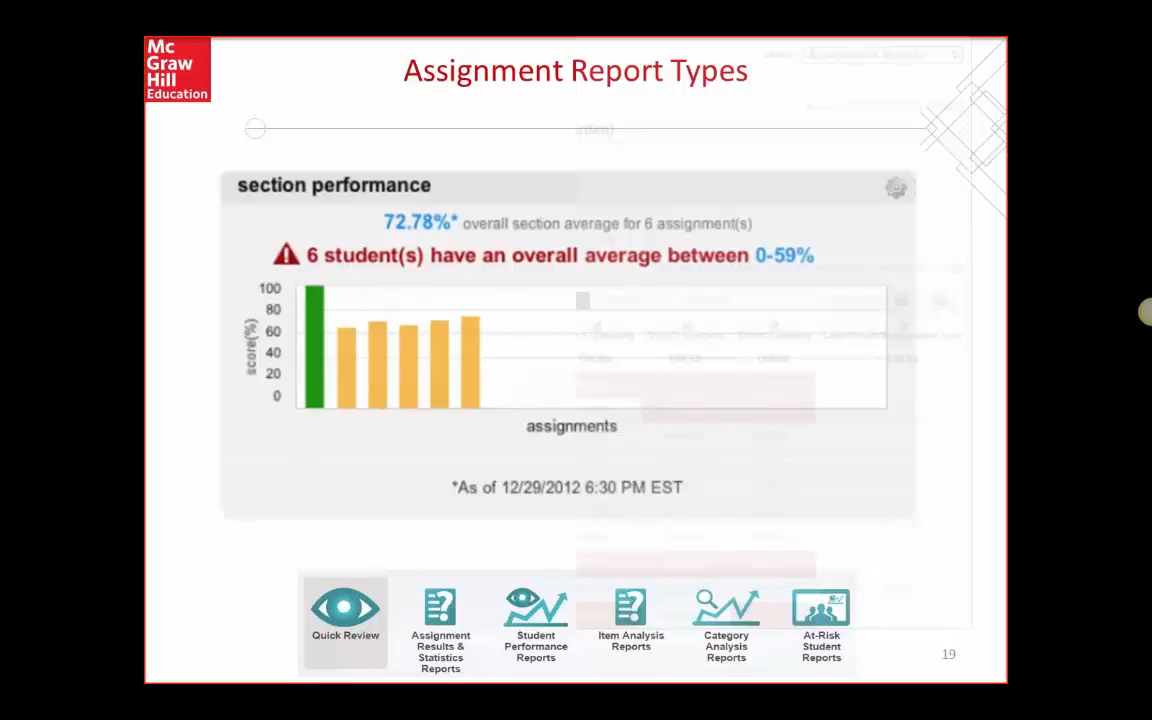 Mc
Graw
Hill
Education
Assignment Report Types
section performance
72.78%* overall section average for 6 assignment(s)
6 student(s) have an overall average between 0-59%
100
80
60
40
20
0
score(%)
assignments
*As of 12/29/2012 6:30 PM EST
Quick Review
Assignment
Results &
Statistics
Reports
Student
Performance
Reports
Item Analysis
Reports
Category
Analysis
Reports
At-Risk
Student
Reports
19